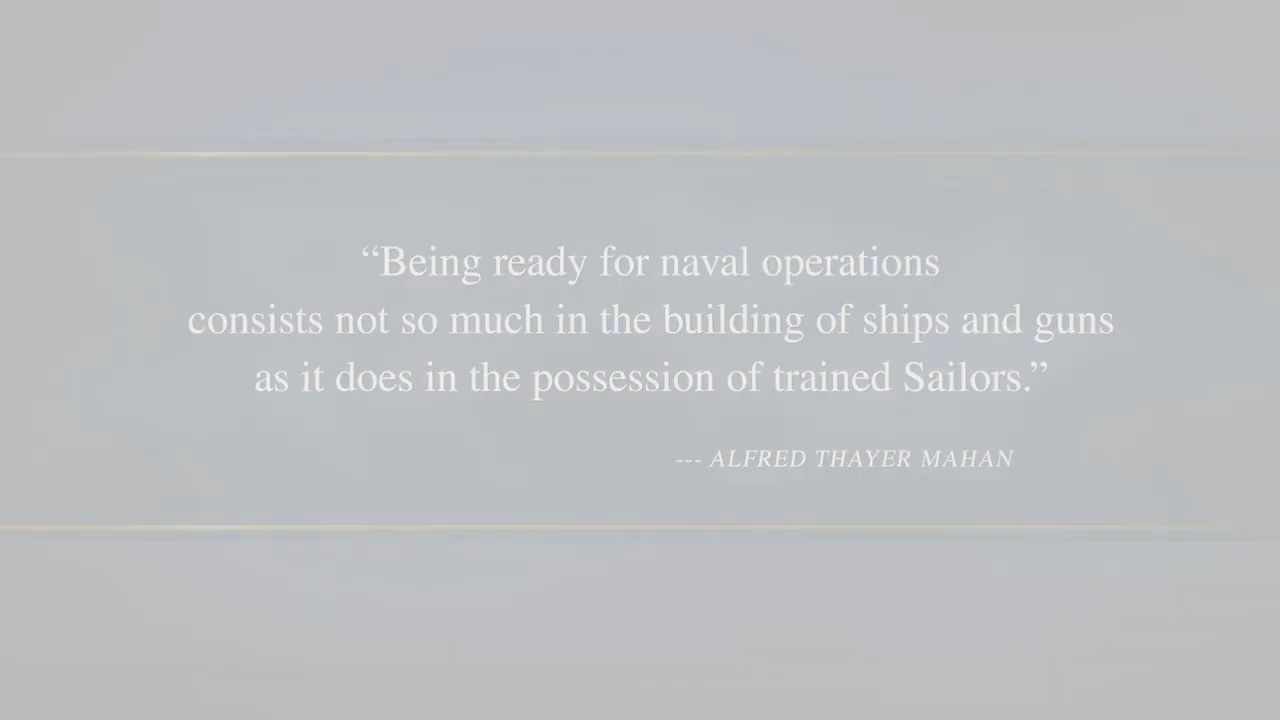 “Being ready for naval operations
consists not so much in the building of ships and guns
as it does in the possession of trained Sailors.”
--- ALFRED THAYER MAHAN